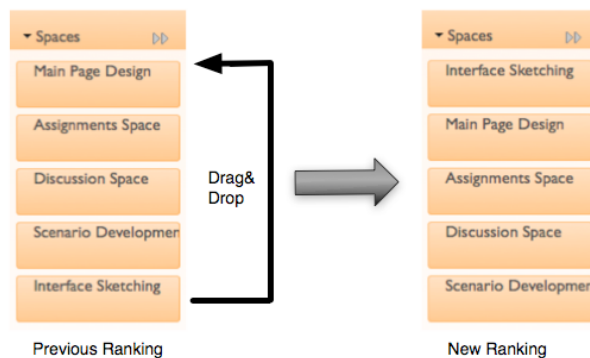 Spaces
Main Page Design
Assignments Space
Discussion Space
Scenario Developmen
Interface Sketching
Previous Ranking
Drag&
Drop
Spaces
Interface Sketching
Main Page Design
Assignments Space
Discussion Space
Scenario Developmen
New Ranking